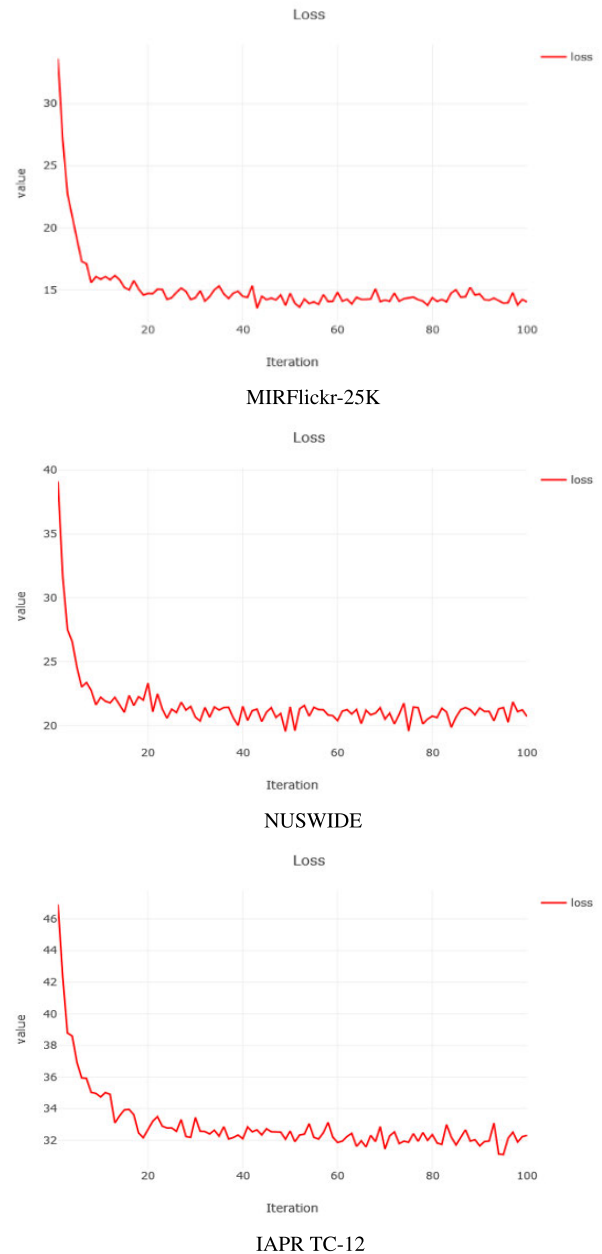 Loss
loss
30
25
20
15
value
20 40 60 80 100
Iteration
MIRFlickr-25K
Loss
loss
40
35
30
25
20
value
20 40 60 80 100
Iteration
NUSWIDE
Loss
loss
46
44
42
40
38
36
34
32
value
20 40 60 80 100
Iteration
IAPR TC-12